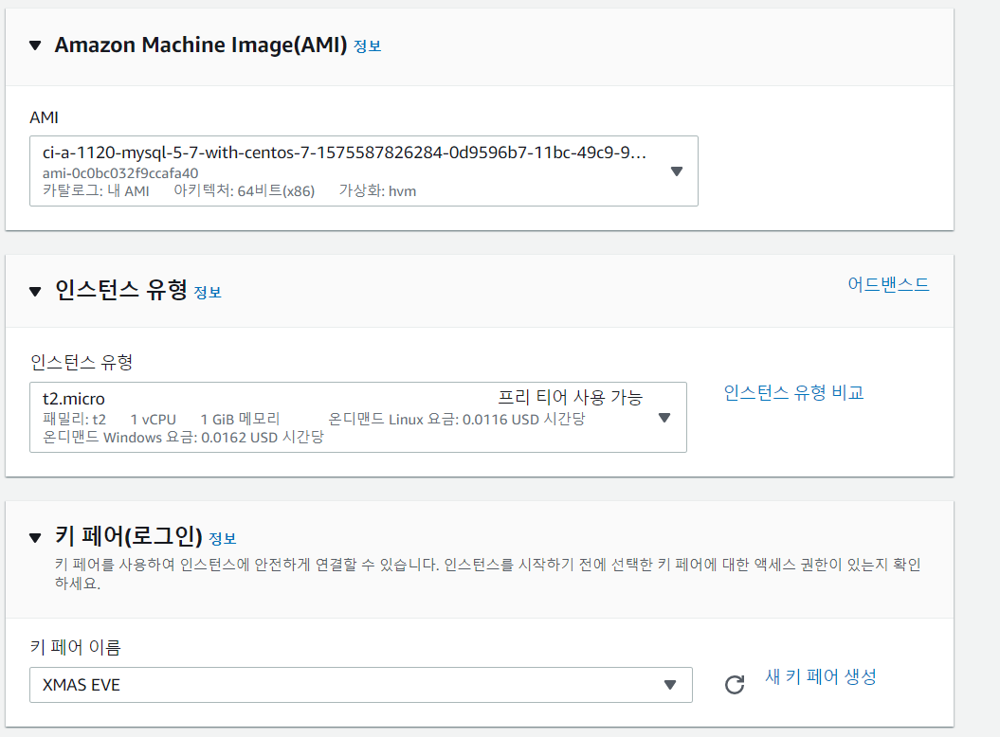 Amazon Machine Image(AMI) 정보
AMI
ci-a-1120-mysql-5-7-with-centos-7-1575587826284-0d9596b7-11bc-49c9-9...
ami-0c0bc032f9ccafa40
카탈로그: 내 AMI 아키텍처: 64비트(x86) 가상화: hvm
인스턴스 유형 정보
어드밴스드
인스턴스 유형
t2.micro 프리 티어 사용 가능
패밀리: t2 1 vCPU 1 GiB 메모리 온디맨드 Linux 요금: 0.0116 USD 시간당
온디맨드 Windows 요금: 0.0162 USD 시간당
인스턴스 유형 비교
키 페어(로그인) 정보
키 페어를 사용하여 인스턴스에 안전하게 연결할 수 있습니다. 인스턴스를 시작하기 전에 선택한 키 페어에 대한 액세스 권한이 있는지 확인
하세요.
키 페어 이름
XMAS EVE
새 키 페어 생성